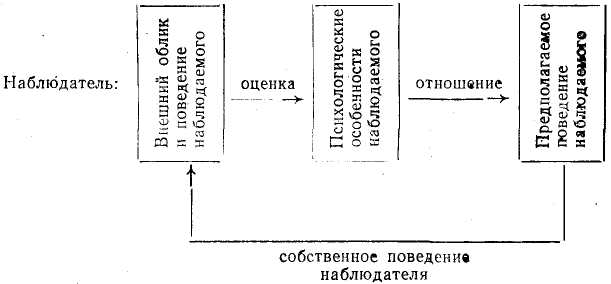 Наблюдатель:
Внешний облик
и поведение
наблюдаемого
оценка
Психологические
особенности
наблюдаемого
отношение
Предполагаемое
поведение
наблюдаемого
собственное поведение
наблюдателя